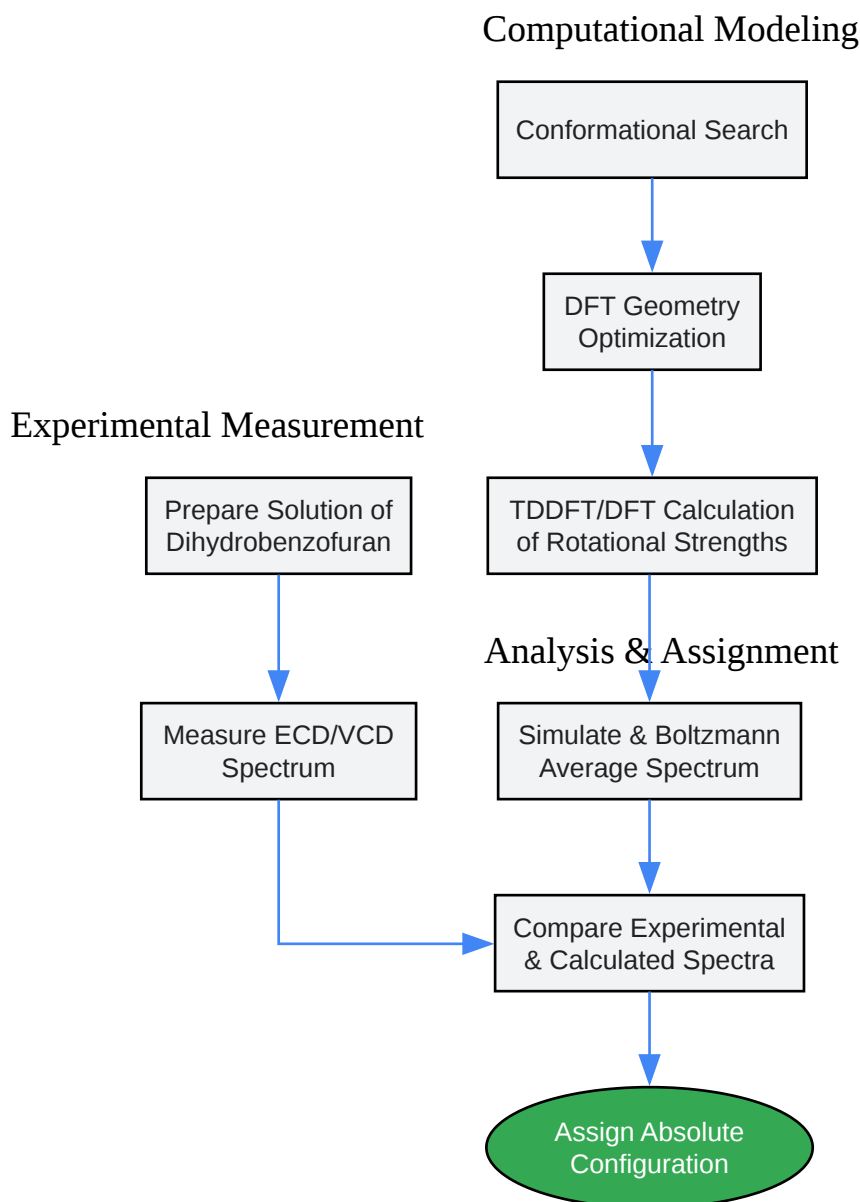 Computational Modeling
Conformational Search
DFT Geometry
Optimization
Experimental Measurement
Prepare Solution of
Dihydrobenzofuran
TDDFT/DFT Calculation
of Rotational Strengths
Analysis & Assignment
Measure ECD/VCD
Spectrum
Simulate & Boltzmann
Average Spectrum
Compare Experimental
& Calculated Spectra
Assign Absolute
Configuration